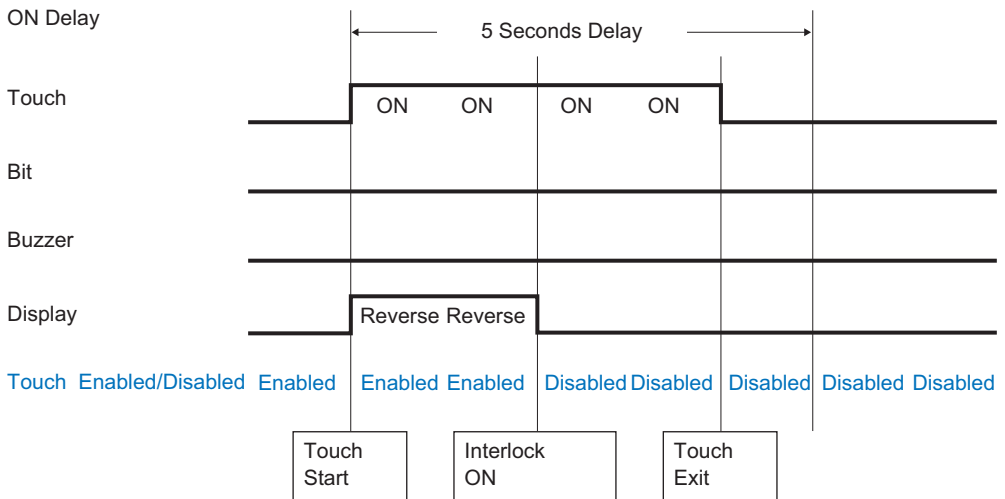 ON Delay
5 Seconds Delay
Touch
ON ON ON ON
Bit
Buzzer
Display
Reverse Reverse
Touch Enabled/Disabled Enabled Enabled Enabled Disabled Disabled Disabled Disabled Disabled
Touch
Start
Interlock
ON
Touch
Exit